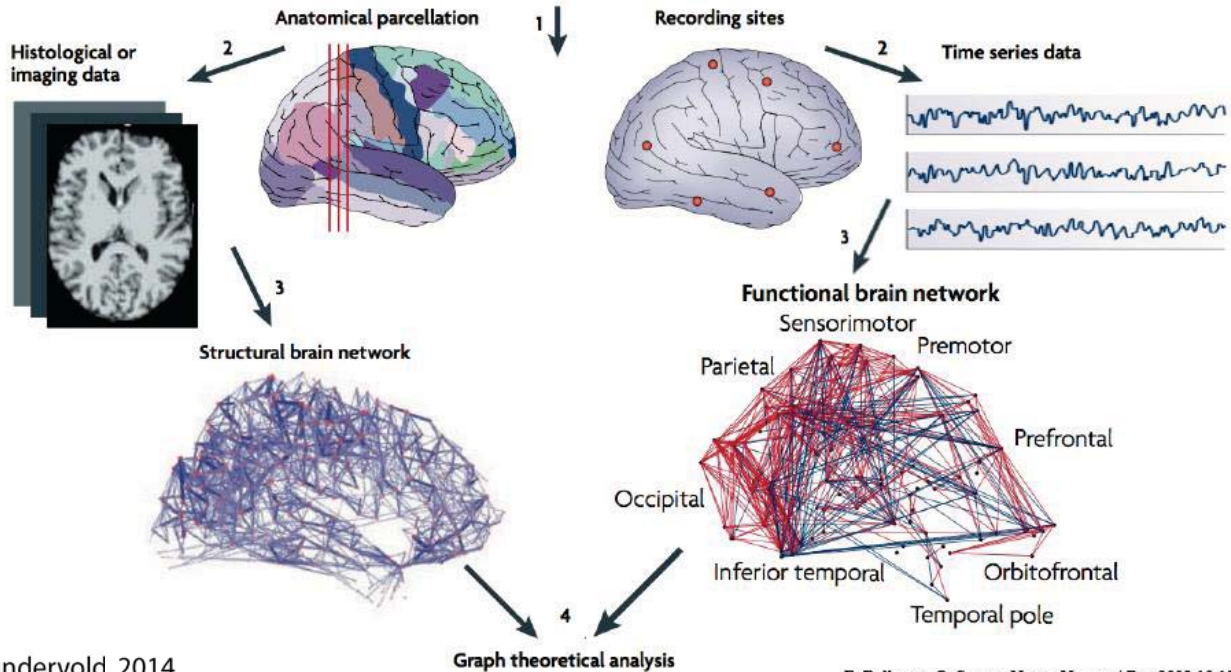 Anatomical parcellation
1
Recording sites
2
Histological or
imaging data
2
Time series data
3
3
Functional brain network
Sensorimotor
Premotor
Parietal
Structural brain network
Prefrontal
Occipital
Inferior temporal
Orbitofrontal
Temporal pole
4
2014
Graph theoretical analysis